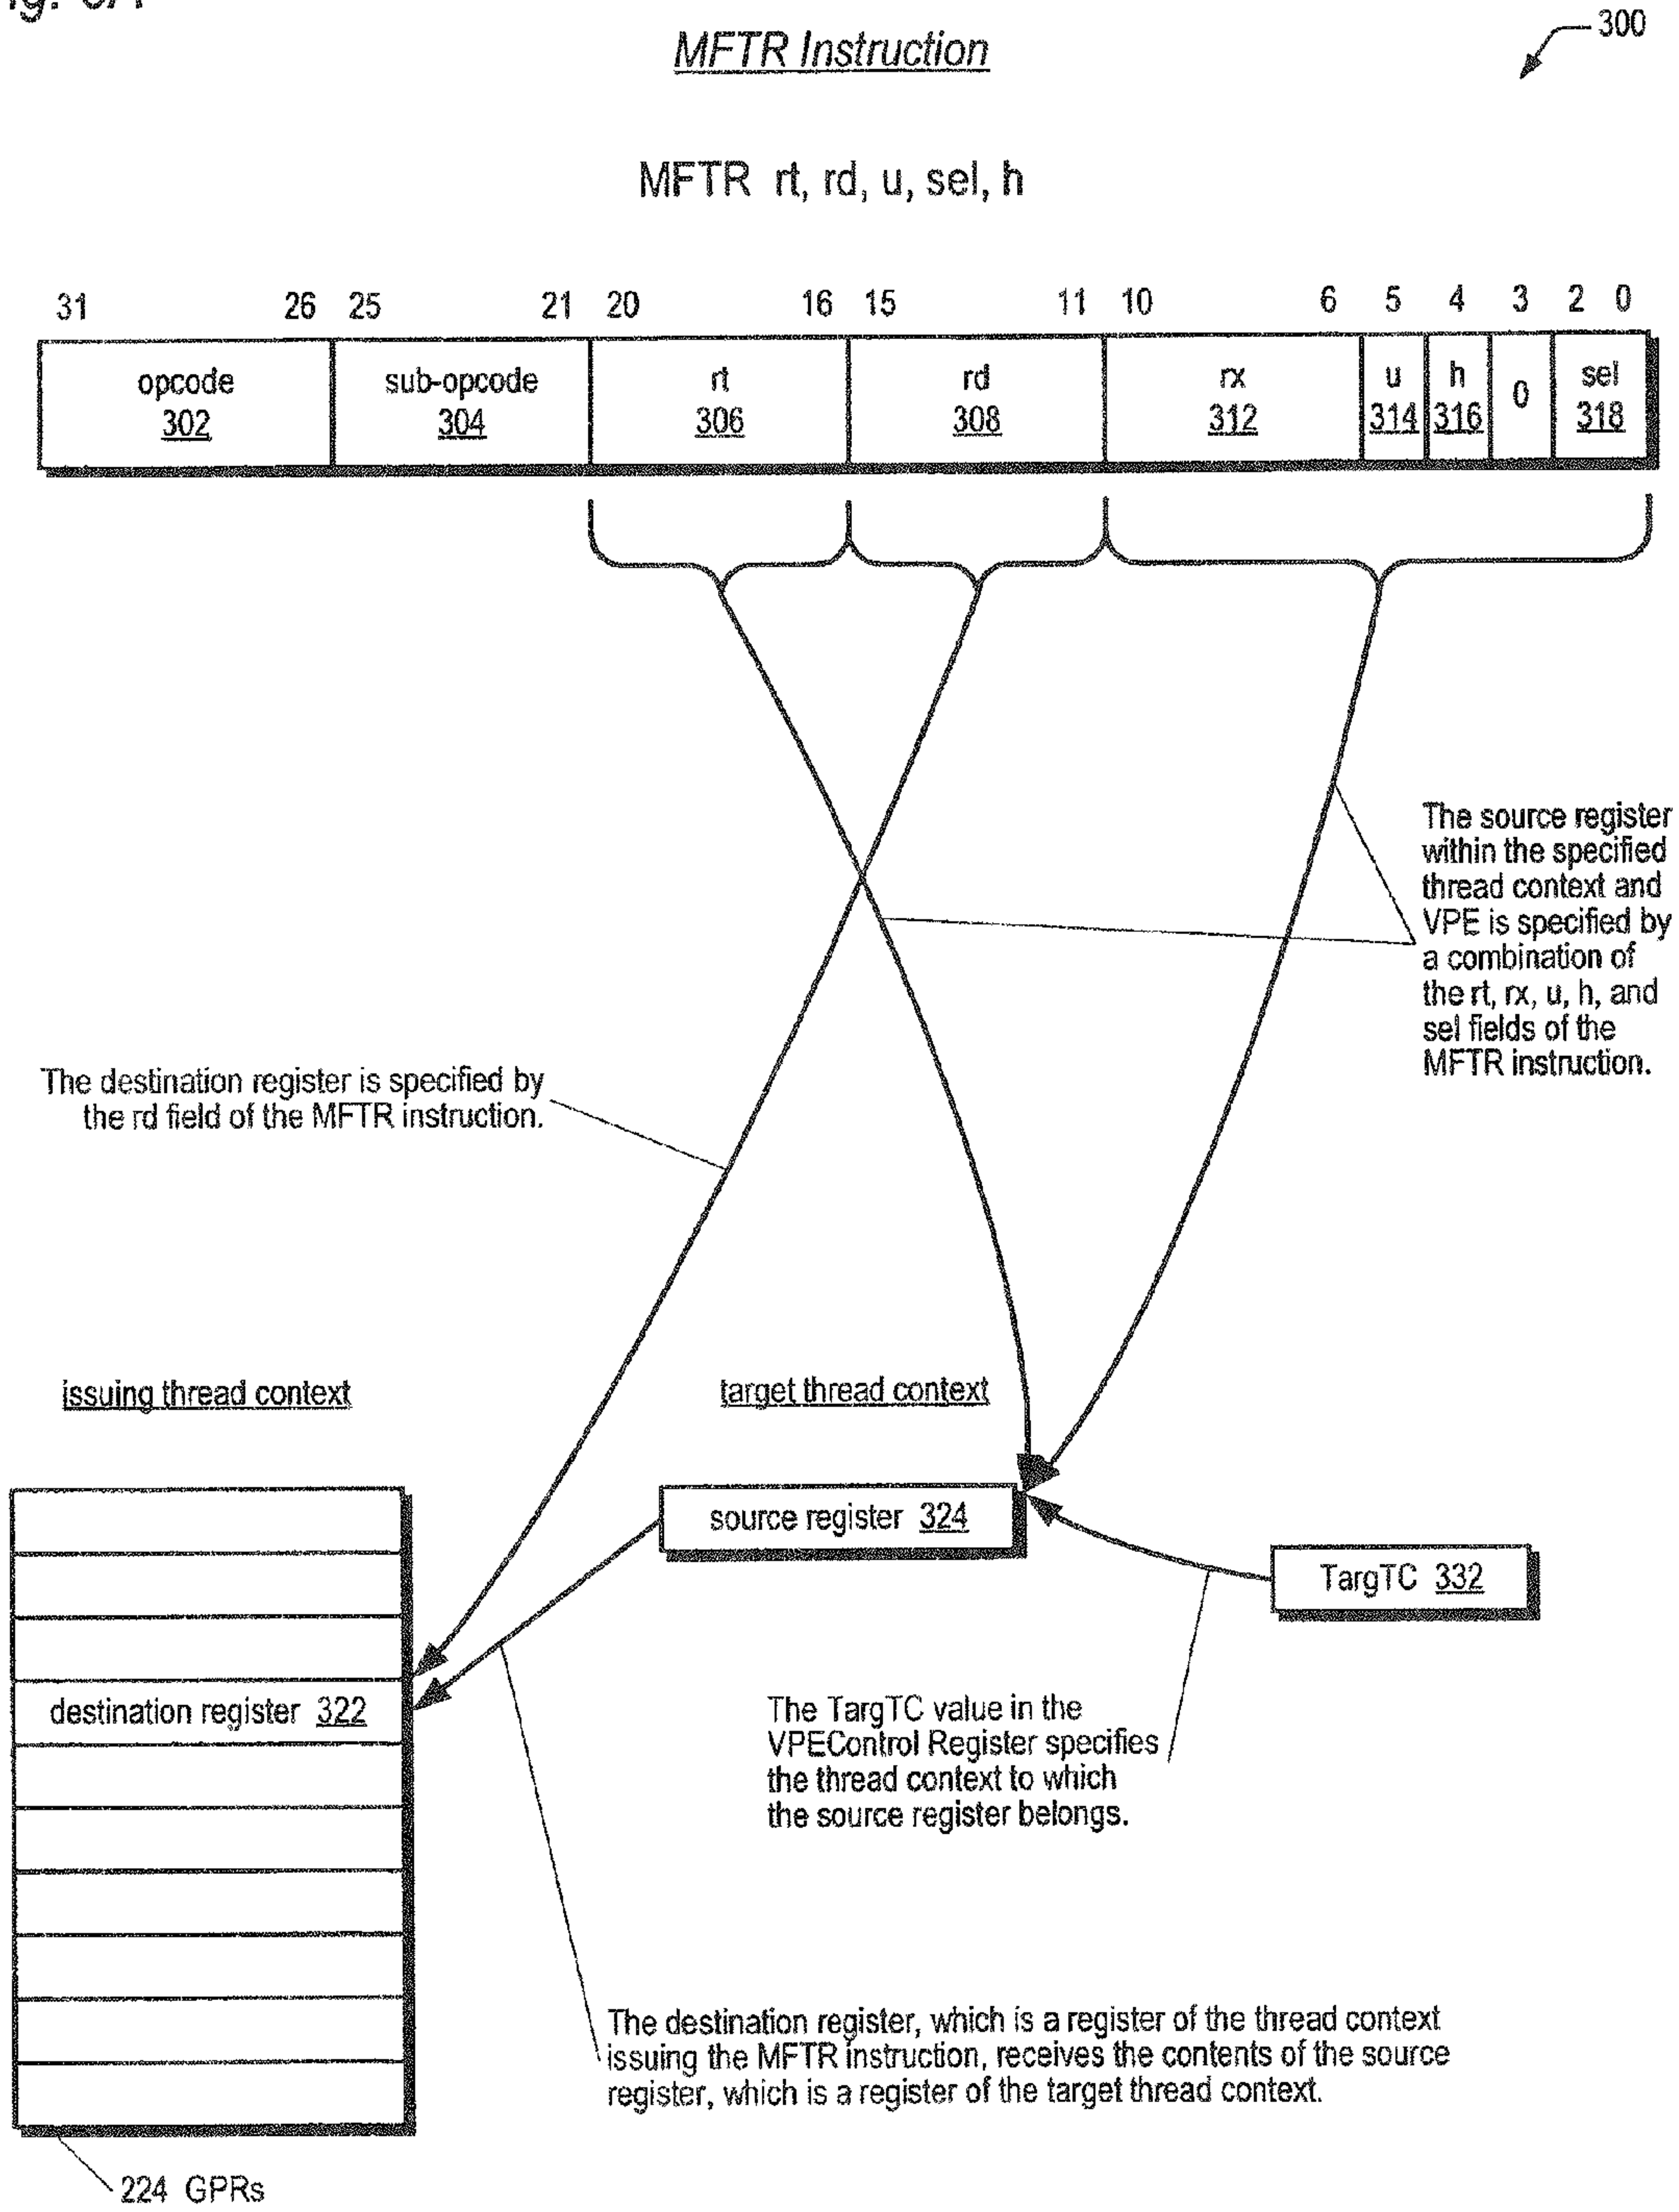 MFTR Instruction
300
MFTR rt, rd, u, sel, h
31 26 25 21 20 16 15 11 10 6 5 4 3 2 0
opcode sub-opcode rt rd rx u h 0 sel
302 304 306 308 312 314 316 318
The source register
within the specified
thread context and
VPE is specified by
a combination of
the rt, rx, u, h, and
sel fields of the
MFTR instruction.
The destination register is specified by
the rd field of the MFTR instruction.
issuing thread context
target thread context
source register 324
TargTC 332
destination register 322
The TargTC value in the
VPEControl Register specifies
the thread context to which
the source register belongs.
The destination register, which is a register of the thread context
issuing the MFTR instruction, receives the contents of the source
register, which is a register of the target thread context.
224 GPRs